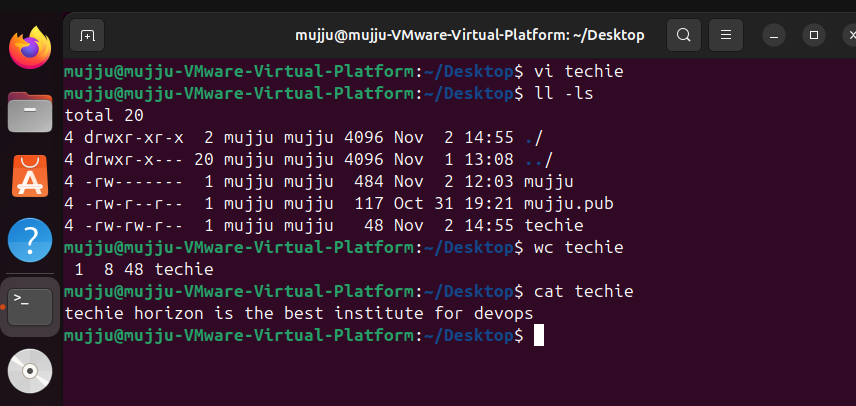 mujju@mujju-VMware-Virtual-Platform: ~/Desktop
mujju@mujju-VMware-Virtual-Platform:~/Desktop$ vi techie
mujju@mujju-VMware-Virtual-Platform:~/Desktop$ ll -ls
total 20
4 drwxr-xr-x  2 mujju mujju 4096 Nov  2 14:55 ./
4 drwxr-x--- 20 mujju mujju 4096 Nov  1 13:08 ../
4 -rw-------  1 mujju mujju  484 Nov  2 12:03 mujju
4 -rw-r--r--  1 mujju mujju  117 Oct 31 19:21 mujju.pub
4 -rw-rw-r--  1 mujju mujju   48 Nov  2 14:55 techie
mujju@mujju-VMware-Virtual-Platform:~/Desktop$ wc techie
 1  8 48 techie
mujju@mujju-VMware-Virtual-Platform:~/Desktop$ cat techie
techie horizon is the best institute for devops
mujju@mujju-VMware-Virtual-Platform:~/Desktop$